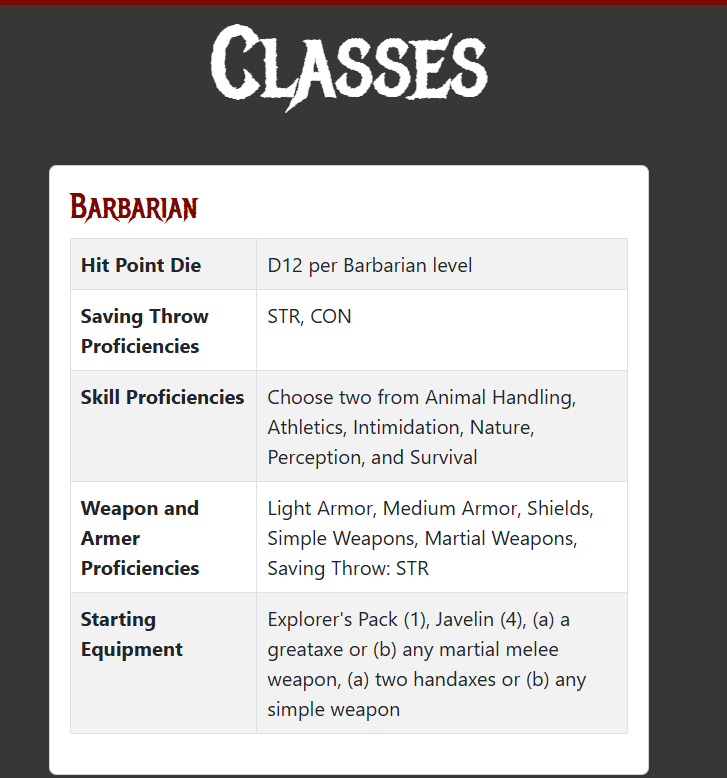 Classes
Barbarian
Hit Point Die
D12 per Barbarian level
Saving Throw
Proficiencies
STR, CON
Skill Proficiencies
Choose two from Animal Handling,
Athletics, Intimidation, Nature,
Perception, and Survival
Weapon and
Armer
Proficiencies
Light Armor, Medium Armor, Shields,
Simple Weapons, Martial Weapons,
Saving Throw: STR
Starting
Equipment
Explorer's Pack (1), Javelin (4), (a) a
greataxe or (b) any martial melee
weapon, (a) two handaxes or (b) any
simple weapon